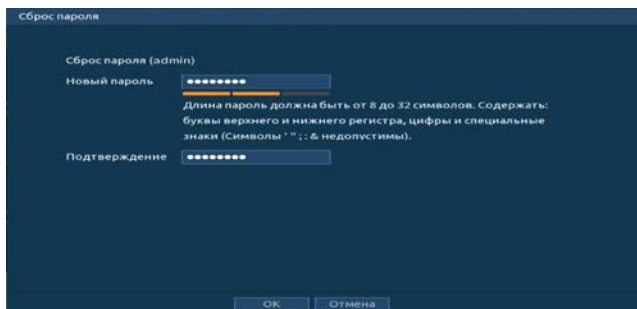 Сброс пароля
Сброс пароля (admin)
Новый пароль ●●●●●●●●
Длина пароль должна быть от 8 до 32 символов. Содержать:
буквы верхнего и нижнего регистра, цифры и специальные
знаки (Символы ' " ; : & недопустимы).
Подтверждение ●●●●●●●●
OK Отмена